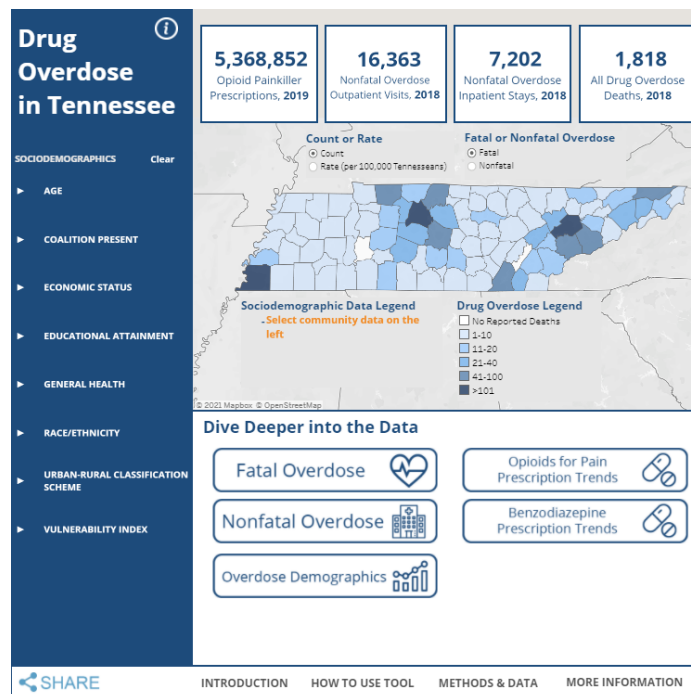 Drug
Overdose
in Tennessee
i
SOCIODEMOGRAPHICS Clear
AGE
COALITION PRESENT
ECONOMIC STATUS
EDUCATIONAL ATTAINMENT
GENERAL HEALTH
RACE/ETHNICITY
URBAN-RURAL CLASSIFICATION
SCHEME
VULNERABILITY INDEX
SHARE
5,368,852
Opioid Painkiller
Prescriptions, 2019
16,363
Nonfatal Overdose
Outpatient Visits, 2018
7,202
Nonfatal Overdose
Inpatient Stays, 2018
1,818
All Drug Overdose
Deaths, 2018
Count or Rate
Count
Rate (per 100,000 Tennesseans)
Fatal or Nonfatal Overdose
Fatal
Nonfatal
Sociodemographic Data Legend
-Select community data on the
left
Drug Overdose Legend
No Reported Deaths
1-10
11-20
21-40
41-100
>101
© 2021 Mapbox © OpenStreetMap
Dive Deeper into the Data
Fatal Overdose
Nonfatal Overdose
Overdose Demographics
Opioids for Pain
Prescription Trends
Benzodiazepine
Prescription Trends
INTRODUCTION HOW TO USE TOOL METHODS & DATA MORE INFORMATION